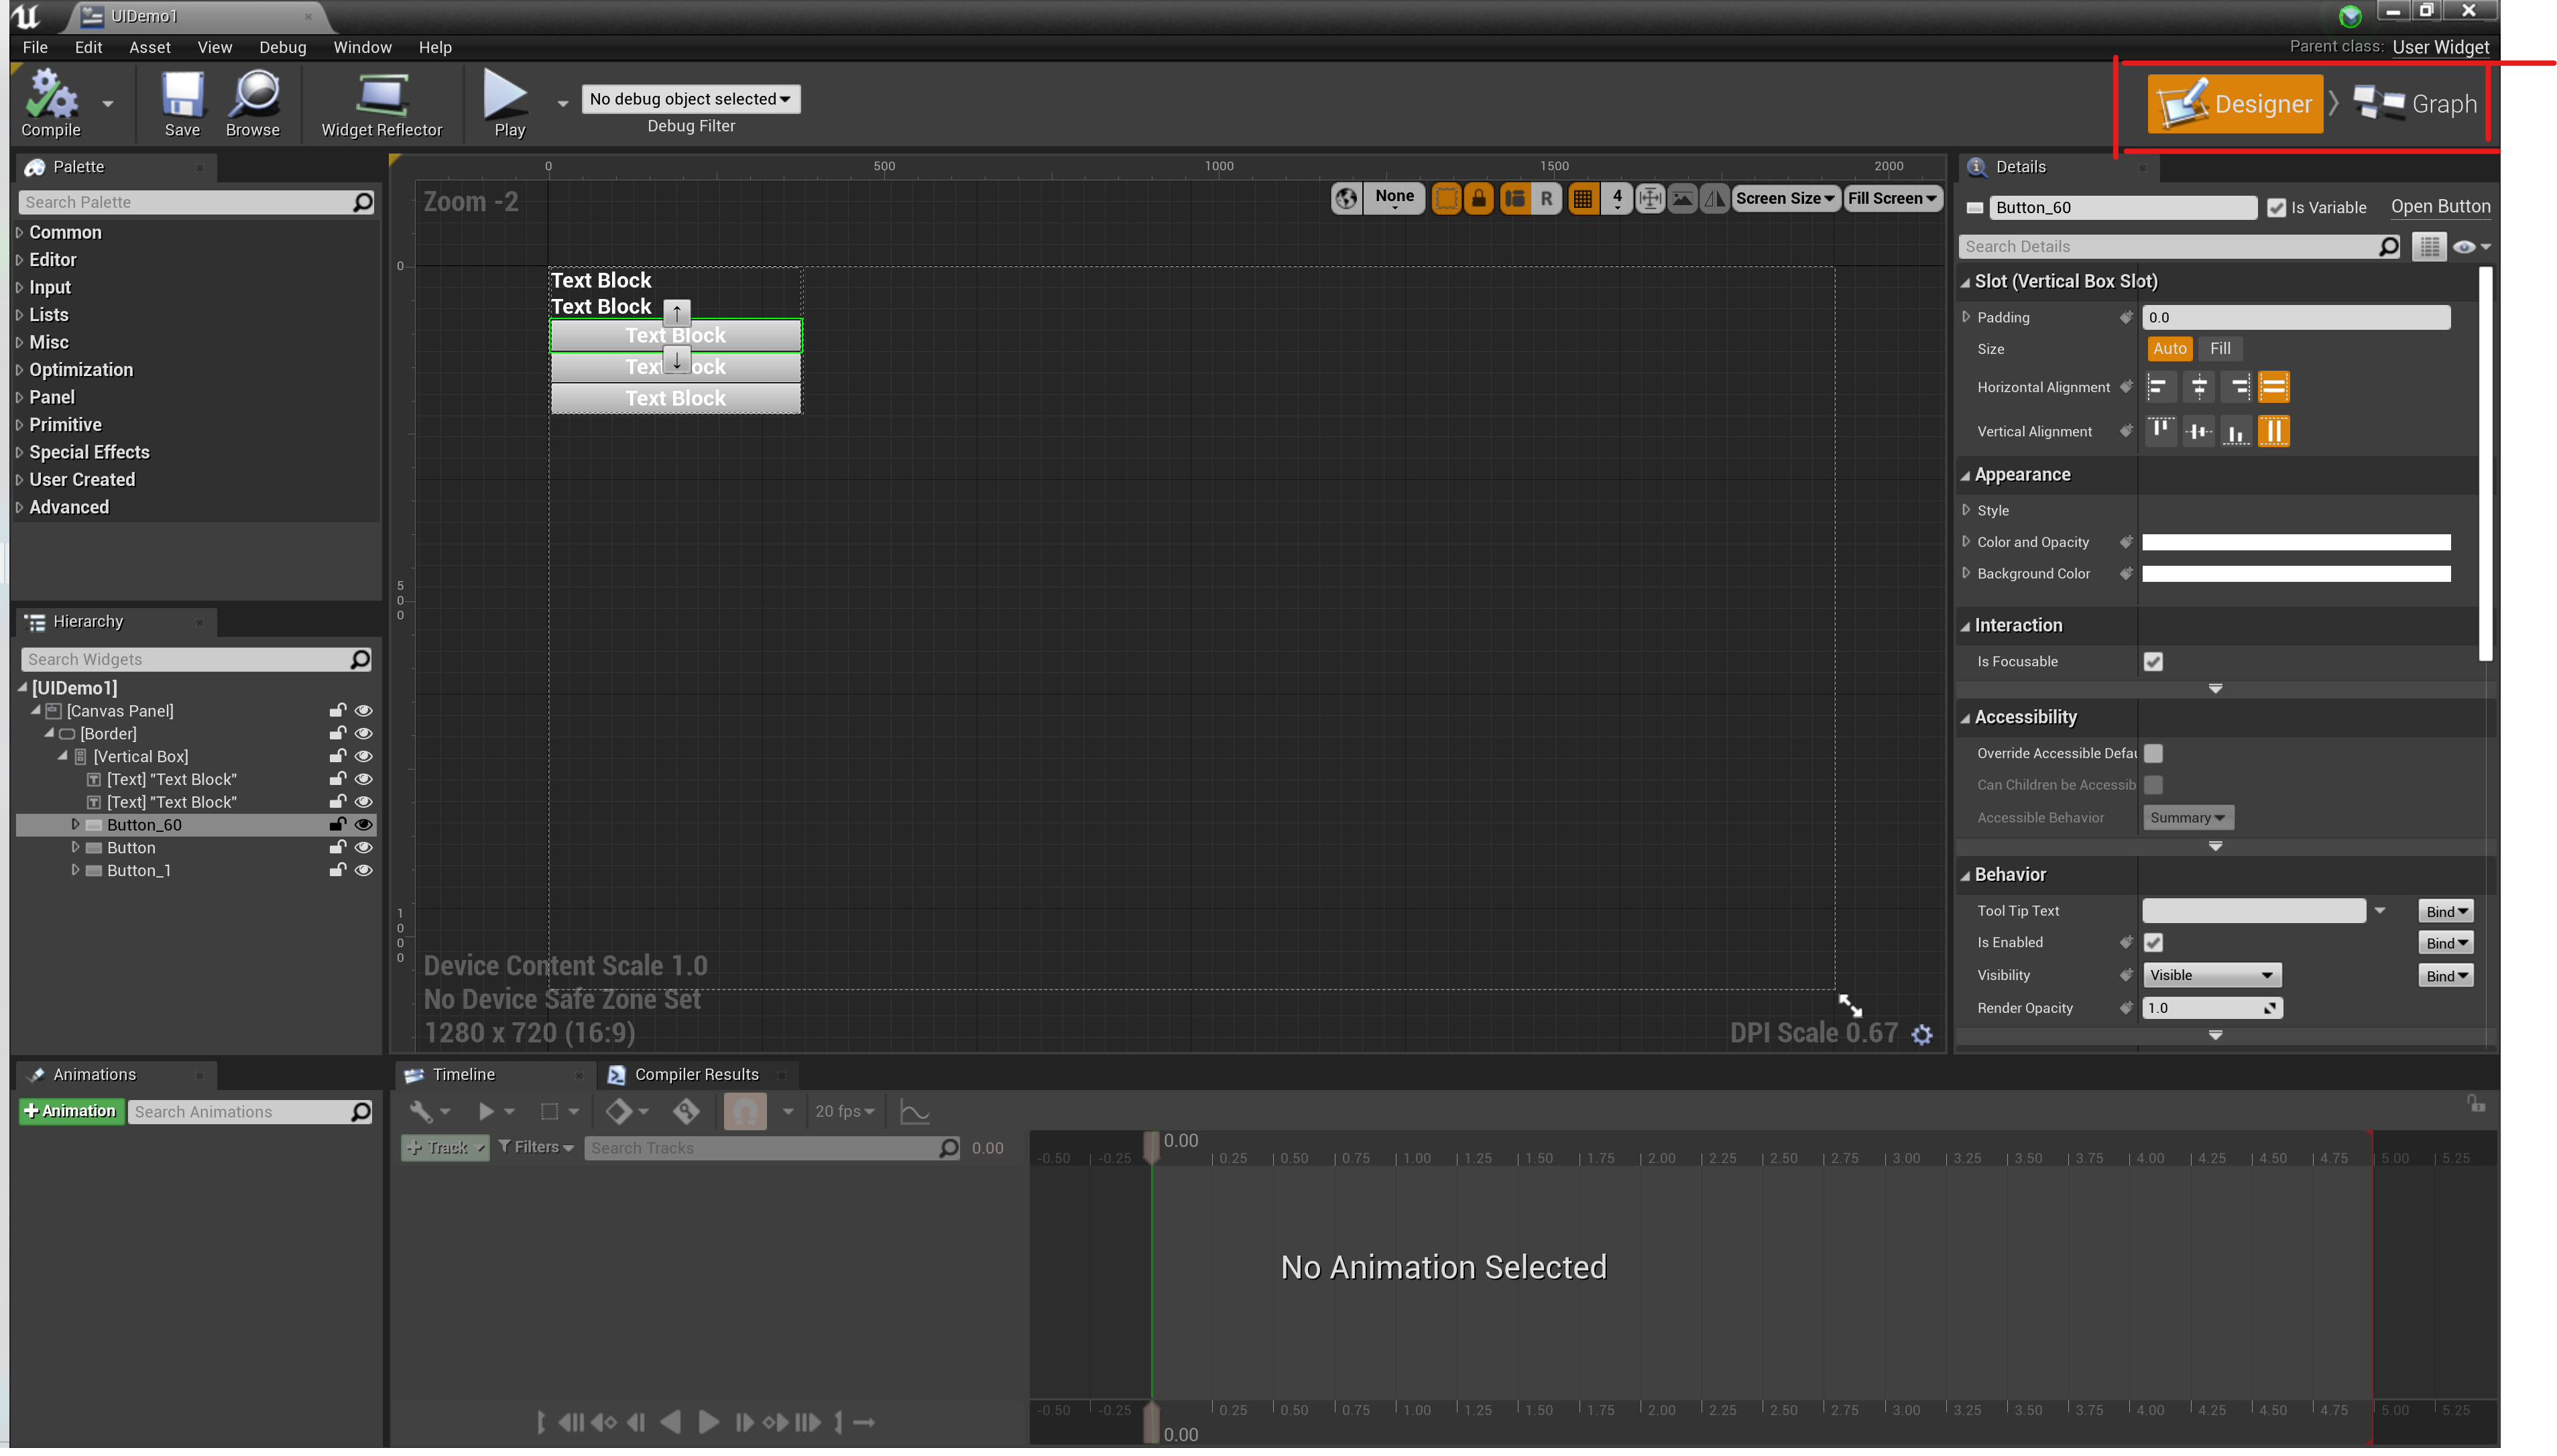 UIDemo1
File Edit Asset View Debug Window Help
Parent class: User Widget
Compile Save Browse Widget Reflector Play
No debug object selected
Debug Filter
Designer Graph
Palette
Search Palette
Common
Editor
Input
Lists
Misc
Optimization
Panel
Primitive
Special Effects
User Created
Advanced
Hierarchy
Search Widgets
[UIDemo1]
[Canvas Panel]
[Border]
[Vertical Box]
[Text] "Text Block"
[Text] "Text Block"
Button_60
Button
Button_1
0 500 1000 1500 2000
Zoom -2
None R 4 Screen Size Fill Screen
0
500
1000
Text Block
Text Block
Text Block
Text Block
Text Block
Device Content Scale 1.0
No Device Safe Zone Set
1280 x 720 (16:9)
DPI Scale 0.67
Details
Button_60 Is Variable Open Button
Search Details
Slot (Vertical Box Slot)
Padding 0.0
Size Auto Fill
Horizontal Alignment
Vertical Alignment
Appearance
Style
Color and Opacity
Background Color
Interaction
Is Focusable
Accessibility
Override Accessible Defau
Can Children be Accessib
Accessible Behavior Summary
Behavior
Tool Tip Text Bind
Is Enabled Bind
Visibility Visible Bind
Render Opacity 1.0
Animations
+ Animation Search Animations
Timeline Compiler Results
20 fps
+ Track Filters Search Tracks 0.00
0.00
-0.50 -0.25 0.25 0.50 0.75 1.00 1.25 1.50 1.75 2.00 2.25 2.50 2.75 3.00 3.25 3.50 3.75 4.00 4.25 4.50 4.75 5.00 5.25
No Animation Selected
-0.50 -0.25 0.25 0.50 0.75 1.00 1.25 1.50 1.75 2.00 2.25 2.50 2.75 3.00 3.25 3.50 3.75 4.00 4.25 4.50 4.75 5.00 5.25
0.00